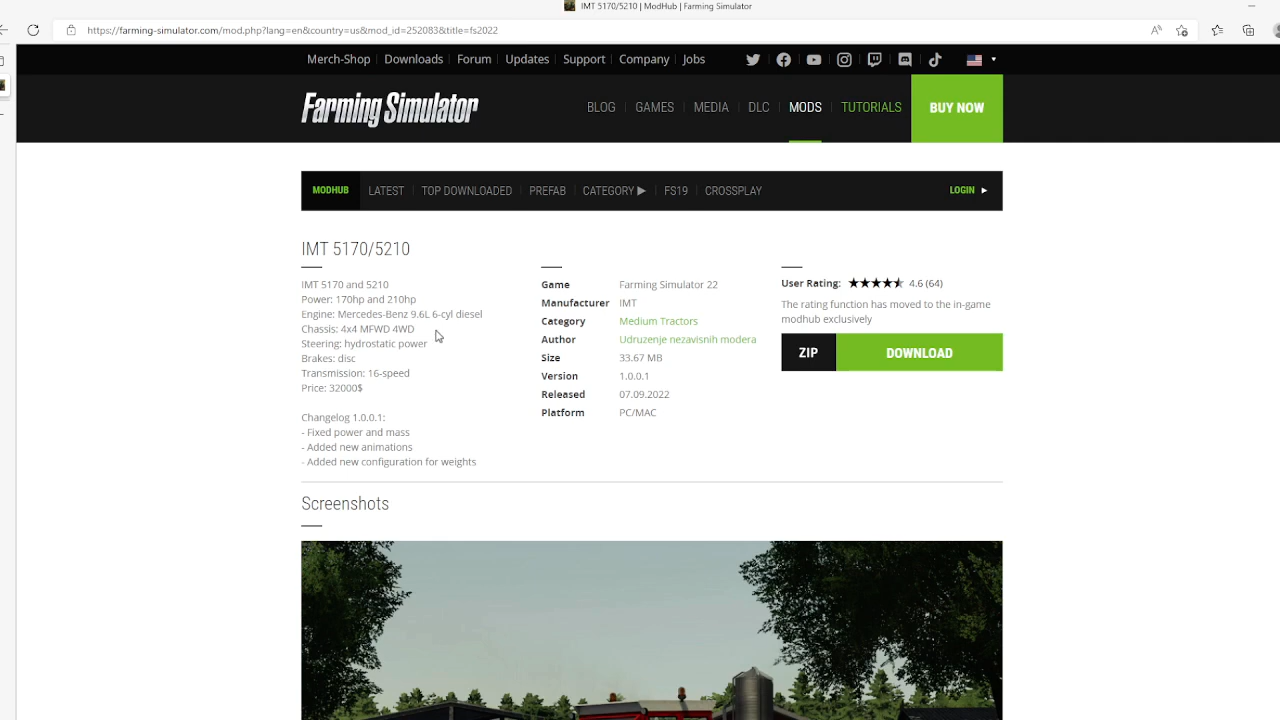 IMT 5170/5210 | ModHub | Farming Simulator
https://farming-simulator.com/mod.php?lang=en&country=us&mod_id=252083&title=fs2022
Merch-Shop Downloads Forum Updates Support Company Jobs
Farming Simulator
BLOG GAMES MEDIA DLC MODS TUTORIALS BUY NOW
MODHUB LATEST TOP DOWNLOADED PREFAB CATEGORY ▶ FS19 CROSSPLAY LOGIN ►
IMT 5170/5210
IMT 5170 and 5210
Power: 170hp and 210hp
Engine: Mercedes-Benz 9.6L 6-cyl diesel
Chassis: 4x4 MFWD 4WD
Steering: hydrostatic power
Brakes: disc
Transmission: 16-speed
Price: 32000$
Changelog 1.0.0.1:
- Fixed power and mass
- Added new animations
- Added new configuration for weights
Game Farming Simulator 22
Manufacturer IMT
Category Medium Tractors
Author Udruzenje nezavisnih modera
Size 33.67 MB
Version 1.0.0.1
Released 07.09.2022
Platform PC/MAC
User Rating: 4.6 (64)
The rating function has moved to the in-game
modhub exclusively
ZIP DOWNLOAD
Screenshots